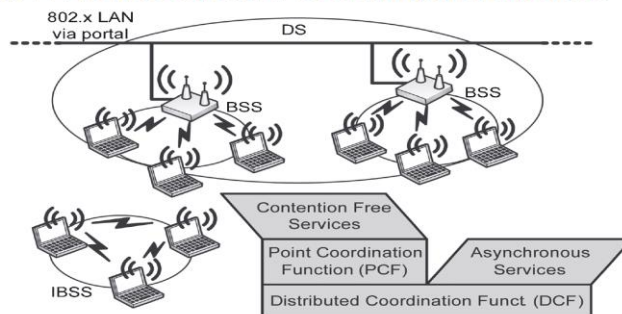 802.x LAN
via portal
DS
BSS
BSS
IBSS
Contention Free
Services
Point Coordination
Function (PCF)
Asynchronous
Services
Distributed Coordination Funct. (DCF)